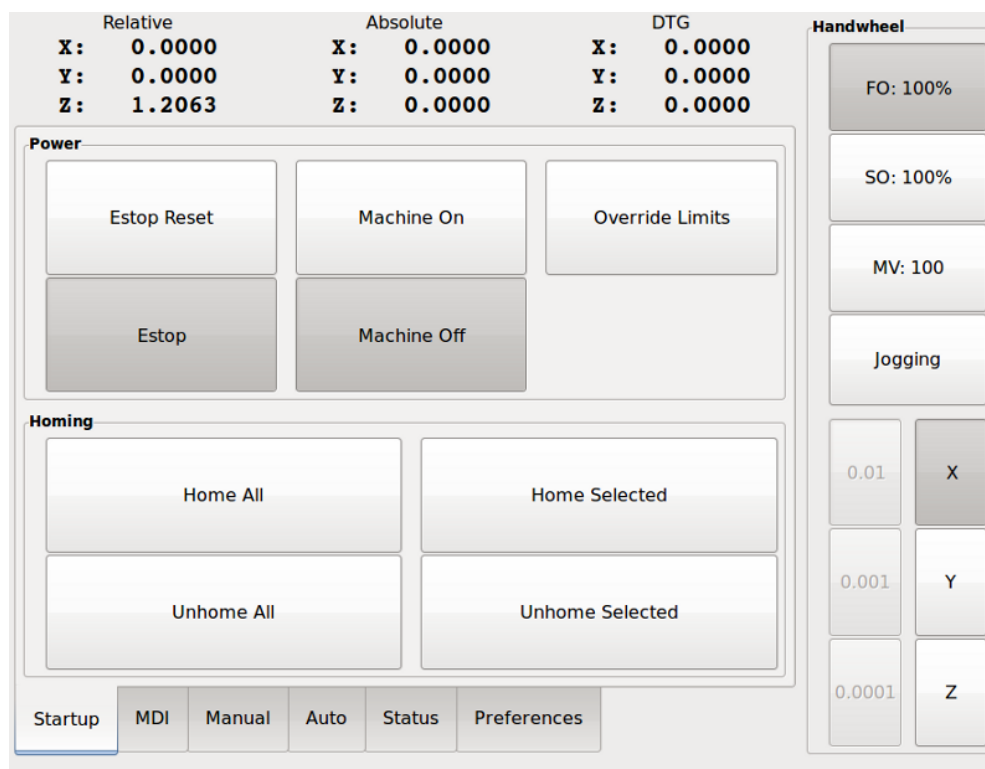 Relative Absolute DTG
X: 0.0000 X: 0.0000 X: 0.0000
Y: 0.0000 Y: 0.0000 Y: 0.0000
Z: 1.2063 Z: 0.0000 Z: 0.0000
Power
Estop Reset Machine On Override Limits
Estop Machine Off
Homing
Home All Home Selected
Unhome All Unhome Selected
Startup MDI Manual Auto Status Preferences
Handwheel
FO: 100%
SO: 100%
MV: 100
Jogging
0.01 X
0.001 Y
0.0001 Z